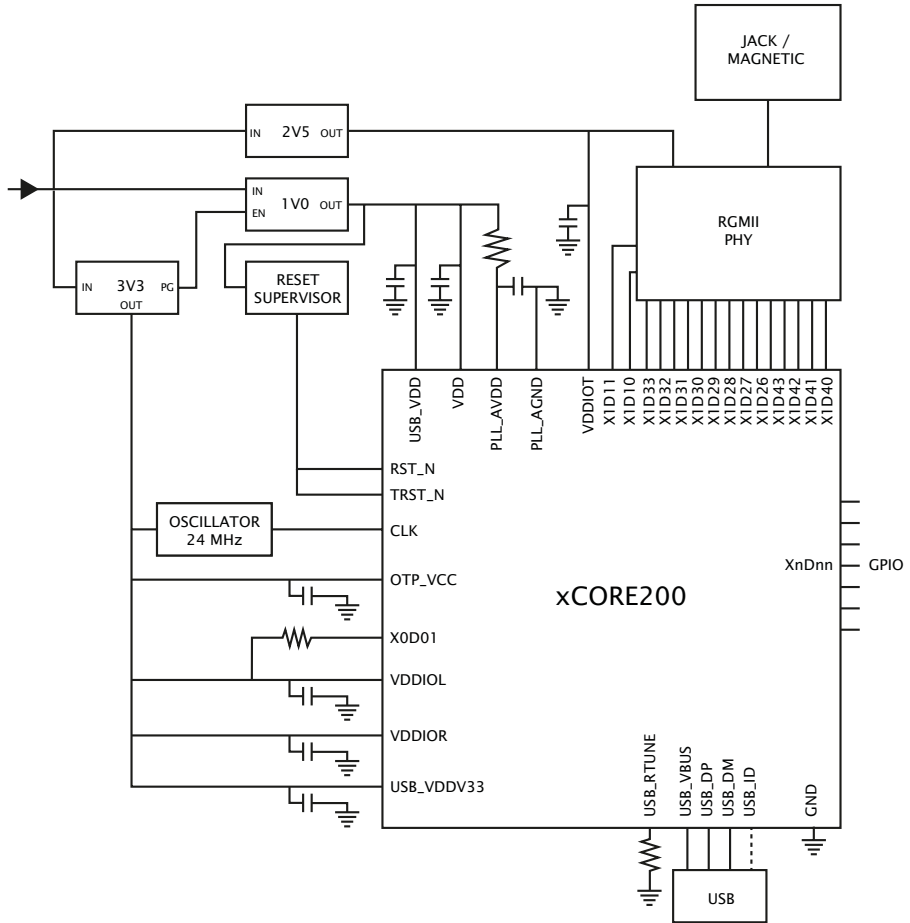 JACK /
MAGNETIC
IN 2V5 OUT
IN
1V0 OUT
EN
RGMII
PHY
IN 3V3 PG
OUT
RESET
SUPERVISOR
USB_VDD
VDD
PLL_AVDD
PLL_AGND
VDDIOT
X1D11
X1D10
X1D33
X1D32
X1D31
X1D30
X1D29
X1D28
X1D27
X1D26
X1D43
X1D42
X1D41
X1D40
RST_N
TRST_N
OSCILLATOR
24 MHz
CLK
XnDnn GPIO
OTP_VCC
xCORE200
X0D01
VDDIOL
VDDIOR
USB_VDDV33
USB_RTUNE
USB_VBUS
USB_DP
USB_DM
USB_ID
GND
USB